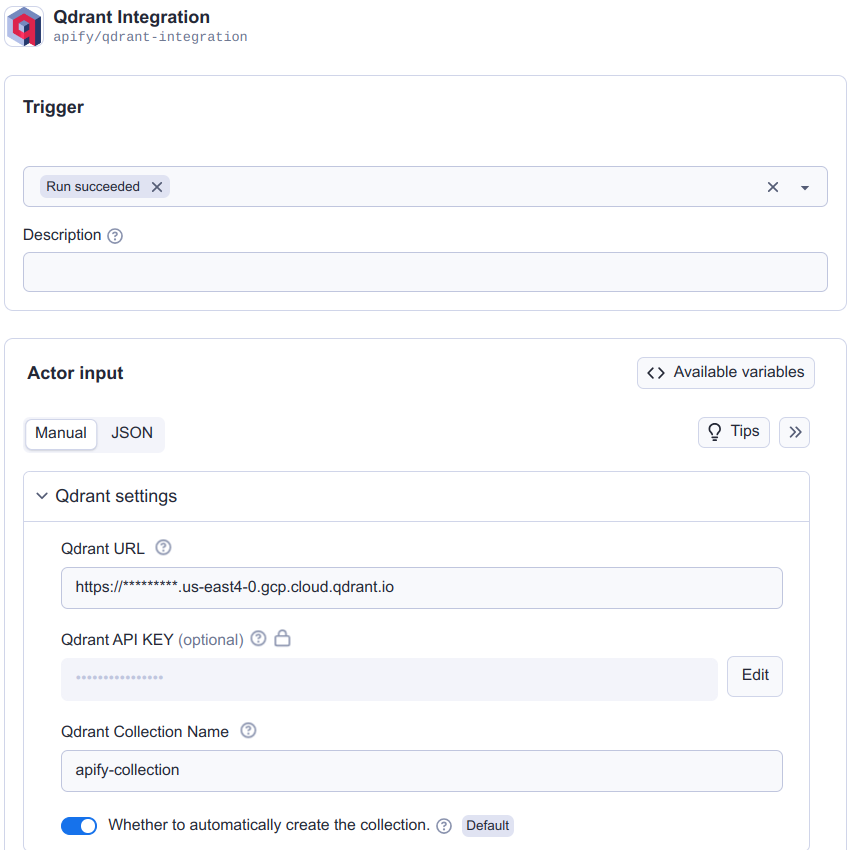 Qdrant Integration
apify/qdrant-integration
Trigger
Run succeeded
Description
Actor input
Available variables
Manual JSON
Tips
Qdrant settings
Qdrant URL
https://*********.us-east4-0.gcp.cloud.qdrant.io
Qdrant API KEY (optional)
••••••••••••••••
Edit
Qdrant Collection Name
apify-collection
Whether to automatically create the collection. Default